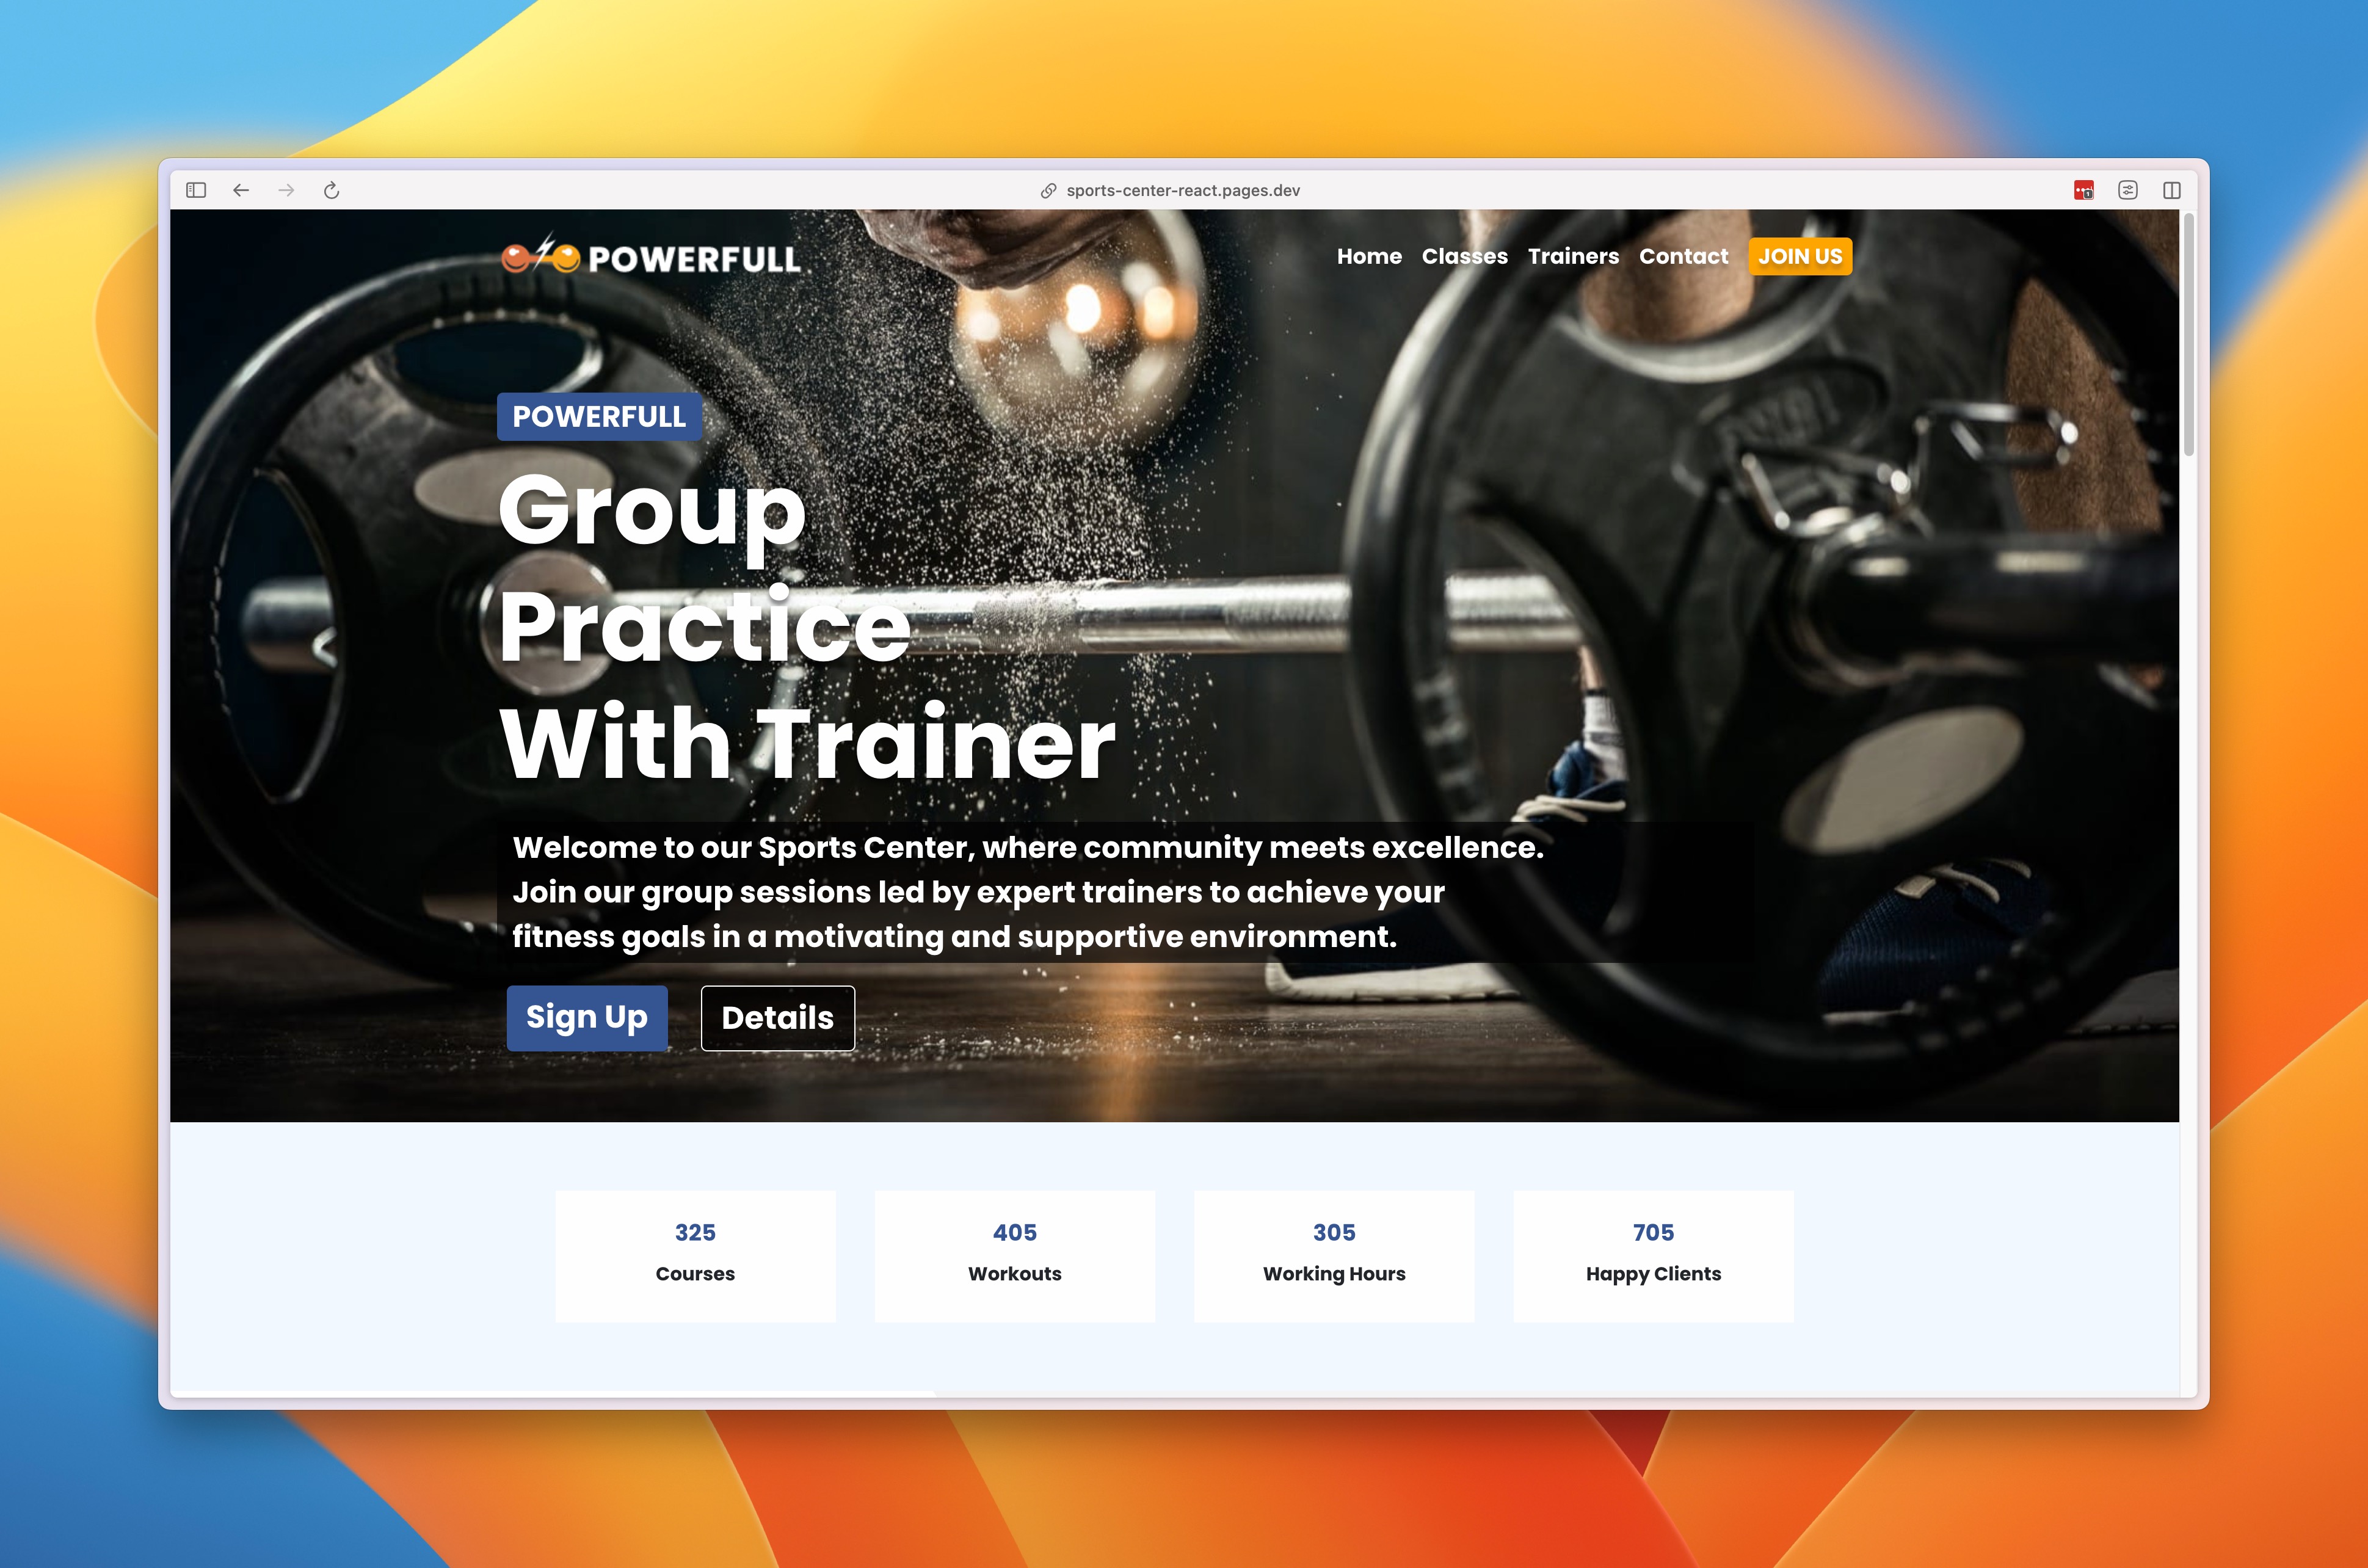 sports-center-react.pages.dev
POWERFULL
Home Classes Trainers Contact JOIN US
POWERFULL
Group
Practice
With Trainer
Welcome to our Sports Center, where community meets excellence.
Join our group sessions led by expert trainers to achieve your
fitness goals in a motivating and supportive environment.
Sign Up Details
325 405 305 705
Courses Workouts Working Hours Happy Clients